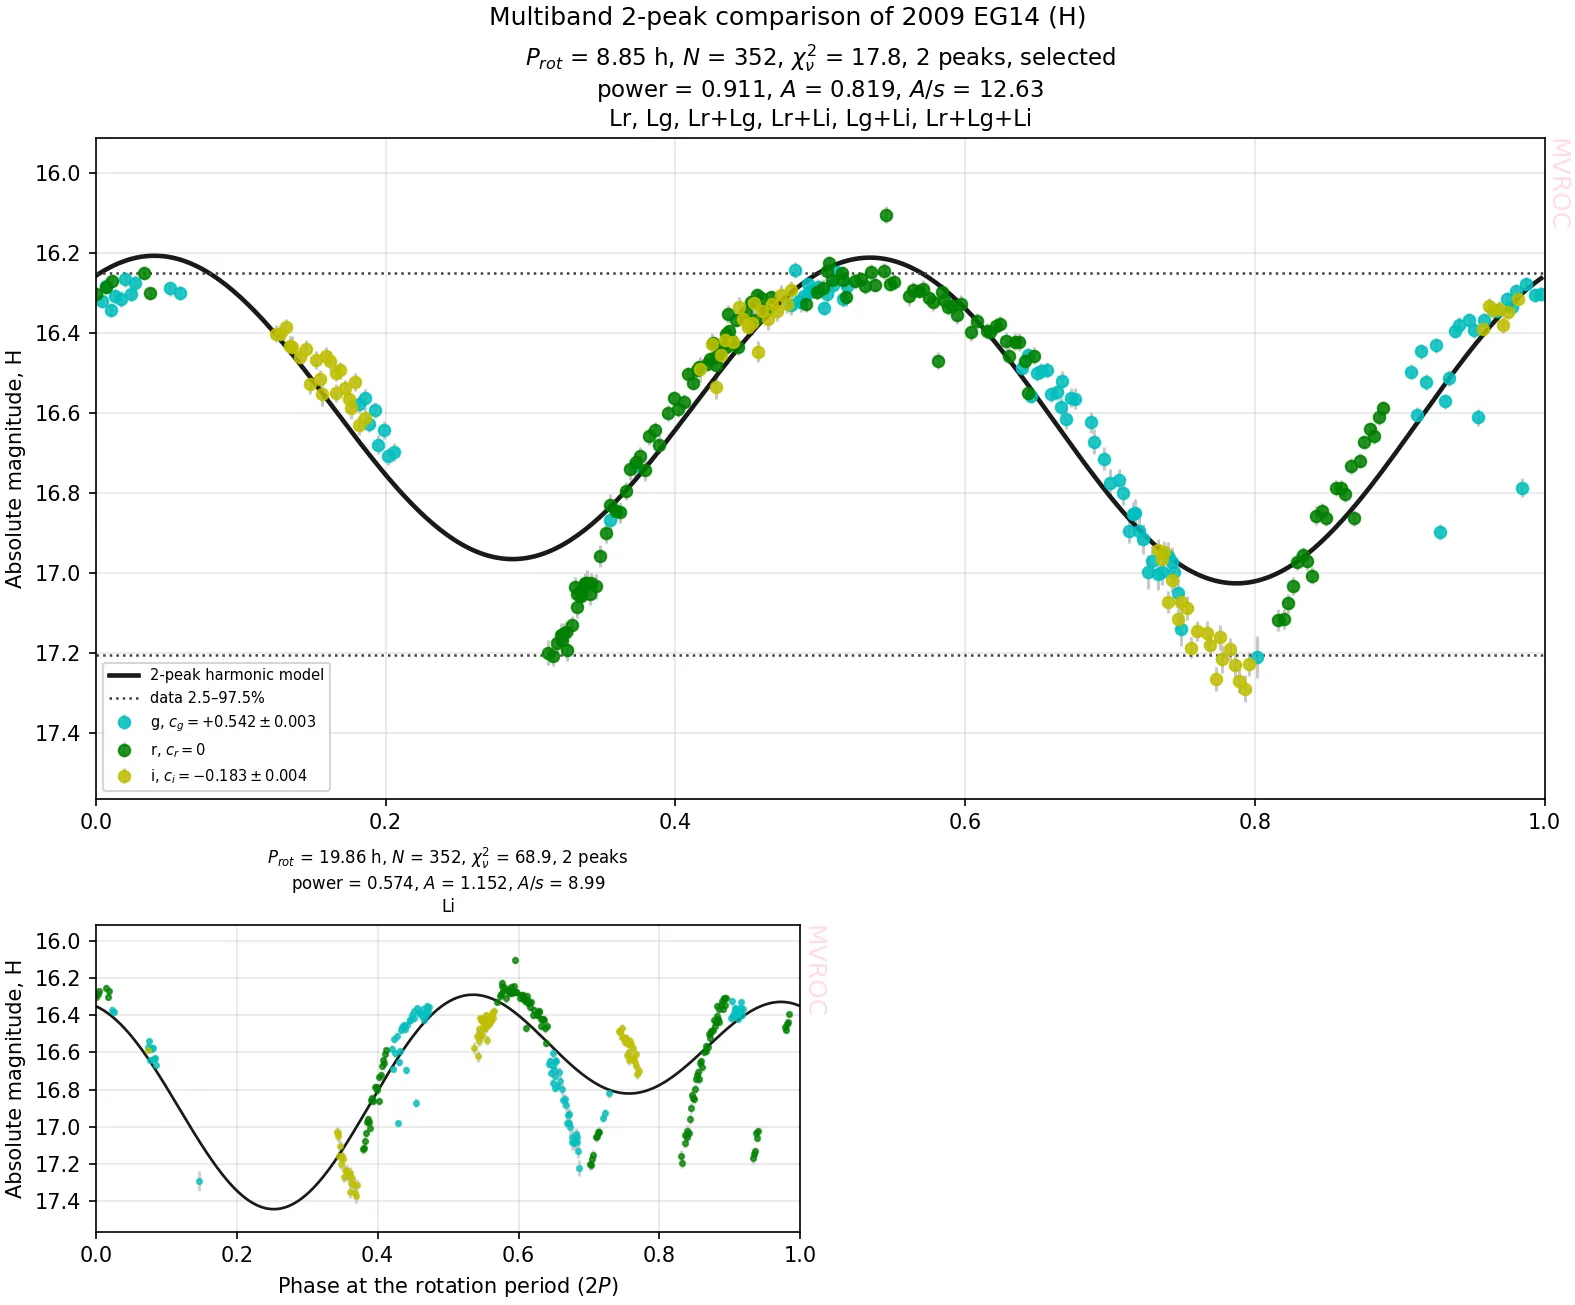 Multiband 2-peak comparison of 2009 EG14 (H)
P_rot = 8.85 h, N = 352, χ²_ν = 17.8, 2 peaks, selected
power = 0.911, A = 0.819, A/s = 12.63
Lr, Lg, Lr+Lg, Lr+Li, Lg+Li, Lr+Lg+Li
MVROC
Absolute magnitude, H
16.0
16.2
16.4
16.6
16.8
17.0
17.2
17.4
2-peak harmonic model
data 2.5–97.5%
g, c_g = +0.542 ± 0.003
r, c_r = 0
i, c_i = −0.183 ± 0.004
0.0 0.2 0.4 0.6 0.8 1.0
P_rot = 19.86 h, N = 352, χ²_ν = 68.9, 2 peaks
power = 0.574, A = 1.152, A/s = 8.99
Li
MVROC
Absolute magnitude, H
16.0
16.2
16.4
16.6
16.8
17.0
17.2
17.4
0.0 0.2 0.4 0.6 0.8 1.0
Phase at the rotation period (2P)